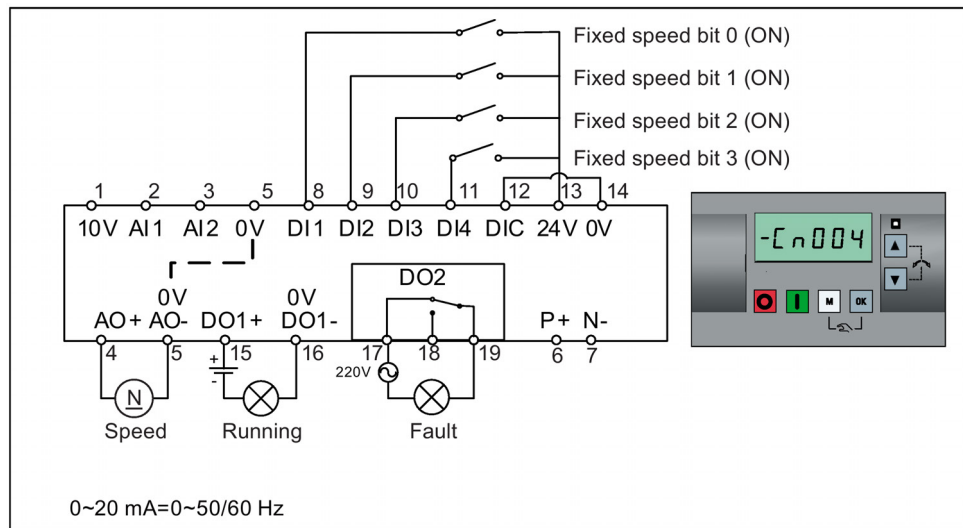 Fixed speed bit 0 (ON)
Fixed speed bit 1 (ON)
Fixed speed bit 2 (ON)
Fixed speed bit 3 (ON)
1 2 3 5 8 9 10 11 12 13 14
10V AI1 AI2 0V DI1 DI2 DI3 DI4 DIC 24V 0V
-Cn004
DO2
0V 0V
AO+ AO- DO1+ DO1- P+ N-
4 5 15 16 17 18 19 6 7
+
-
220V
N
M OK
Speed Running Fault
0~20 mA=0~50/60 Hz